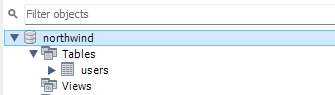 Filter objects
northwind
Tables
users
Views